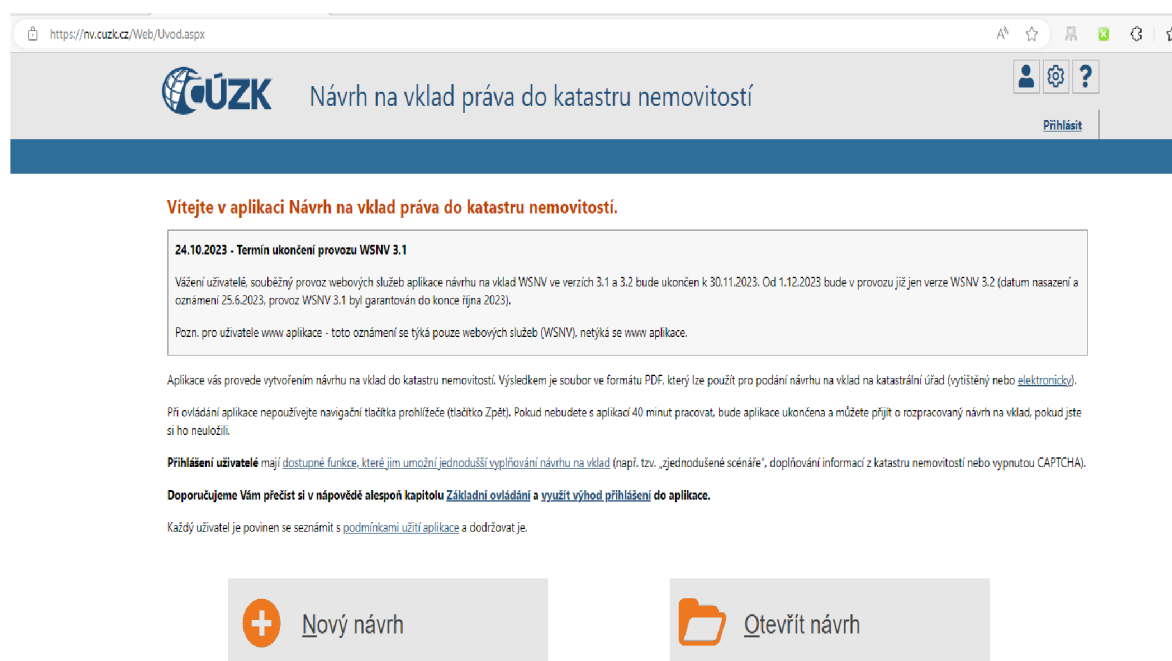 https://nv.cuzk.cz/Web/Uvod.aspx
ČÚZK
Návrh na vklad práva do katastru nemovitostí
?
Přihlásit
Vítejte v aplikaci Návrh na vklad práva do katastru nemovitostí.
24.10.2023 - Termín ukončení provozu WSNV 3.1
Vážení uživatelé, souběžný provoz webových služeb aplikace návrhu na vklad WSNV ve verzích 3.1 a 3.2 bude ukončen k 30.11.2023. Od 1.12.2023 bude v provozu již jen verze WSNV 3.2 (datum nasazení a
oznámení 25.6.2023, provoz WSNV 3.1 byl garantován do konce října 2023).
Pozn. pro uživatele www aplikace - toto oznámení se týká pouze webových služeb (WSNV), netýká se www aplikace.
Aplikace vás provede vytvořením návrhu na vklad do katastru nemovitostí. Výsledkem je soubor ve formátu PDF, který lze použít pro podání návrhu na vklad na katastrální úřad (vytištěný nebo elektronicky).
Při ovládání aplikace nepoužívejte navigační tlačítka prohlížeče (tlačítko Zpět). Pokud nebudete s aplikací 40 minut pracovat, bude aplikace ukončena a můžete přijít o rozpracovaný návrh na vklad, pokud jste
si ho neuložili.
Přihlášení uživatelé mají dostupné funkce, které jim umožní jednodušší vyplňování návrhu na vklad (např. tzv. „zjednodušené scénáře", doplňování informací z katastru nemovitostí nebo vypnutou CAPTCHA).
Doporučujeme Vám přečíst si v nápovědě alespoň kapitolu Základní ovládání a využít výhod přihlášení do aplikace.
Každý uživatel je povinen se seznámit s podmínkami užití aplikace a dodržovat je.
Nový návrh
Otevřít návrh